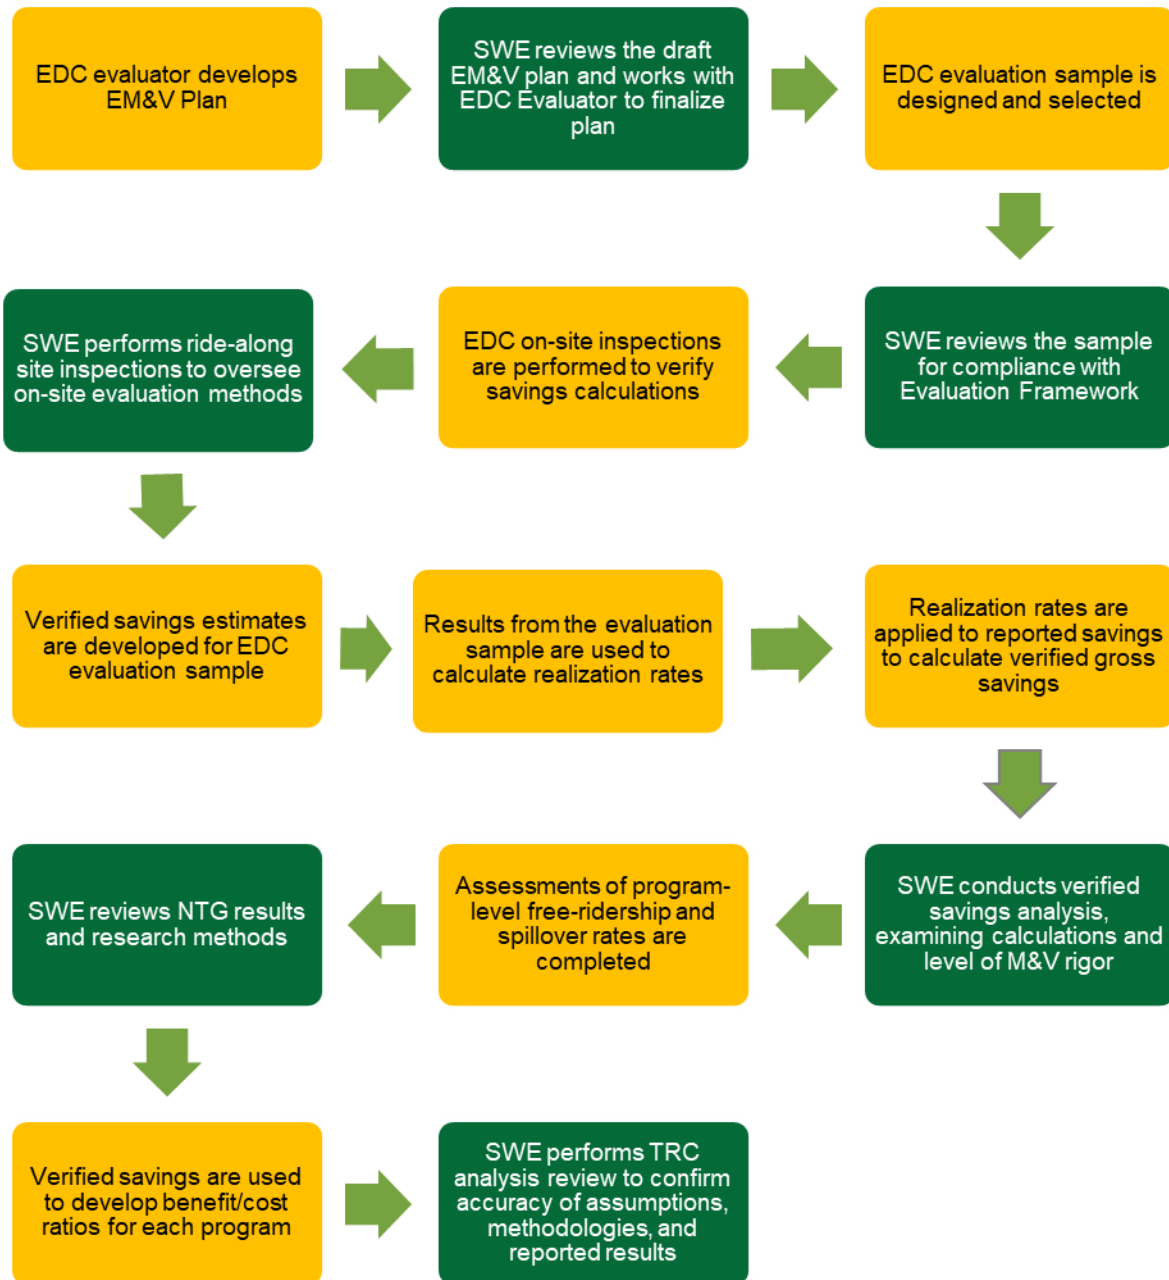 EDC evaluator develops
EM&V Plan
SWE reviews the draft
EM&V plan and works with
EDC Evaluator to finalize
plan
EDC evaluation sample is
designed and selected
SWE reviews the sample
for compliance with
Evaluation Framework
EDC on-site inspections
are performed to verify
savings calculations
SWE performs ride-along
site inspections to oversee
on-site evaluation methods
Verified savings estimates
are developed for EDC
evaluation sample
Results from the evaluation
sample are used to
calculate realization rates
Realization rates are
applied to reported savings
to calculate verified gross
savings
SWE conducts verified
savings analysis,
examining calculations and
level of M&V rigor
Assessments of program-
level free-ridership and
spillover rates are
completed
SWE reviews NTG results
and research methods
Verified savings are used
to develop benefit/cost
ratios for each program
SWE performs TRC
analysis review to confirm
accuracy of assumptions,
methodologies, and
reported results